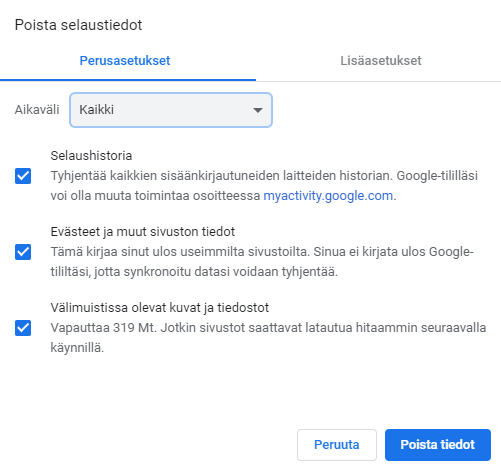 Poista selaustiedot
Perusasetukset
Lisäasetukset
Aikaväli
Kaikki
Selaushistoria
Tyhjentää kaikkien sisäänkirjautuneiden laitteiden historian. Google-tililläsi
voi olla muuta toimintaa osoitteessa myactivity.google.com.
Evästeet ja muut sivuston tiedot
Tämä kirjaa sinut ulos useimmilta sivustoilta. Sinua ei kirjata ulos Google-
tililtäsi, jotta synkronoitu datasi voidaan tyhjentää.
Välimuistissa olevat kuvat ja tiedostot
Vapauttaa 319 Mt. Jotkin sivustot saattavat latautua hitaammin seuraavalla
käynnillä.
Peruuta
Poista tiedot